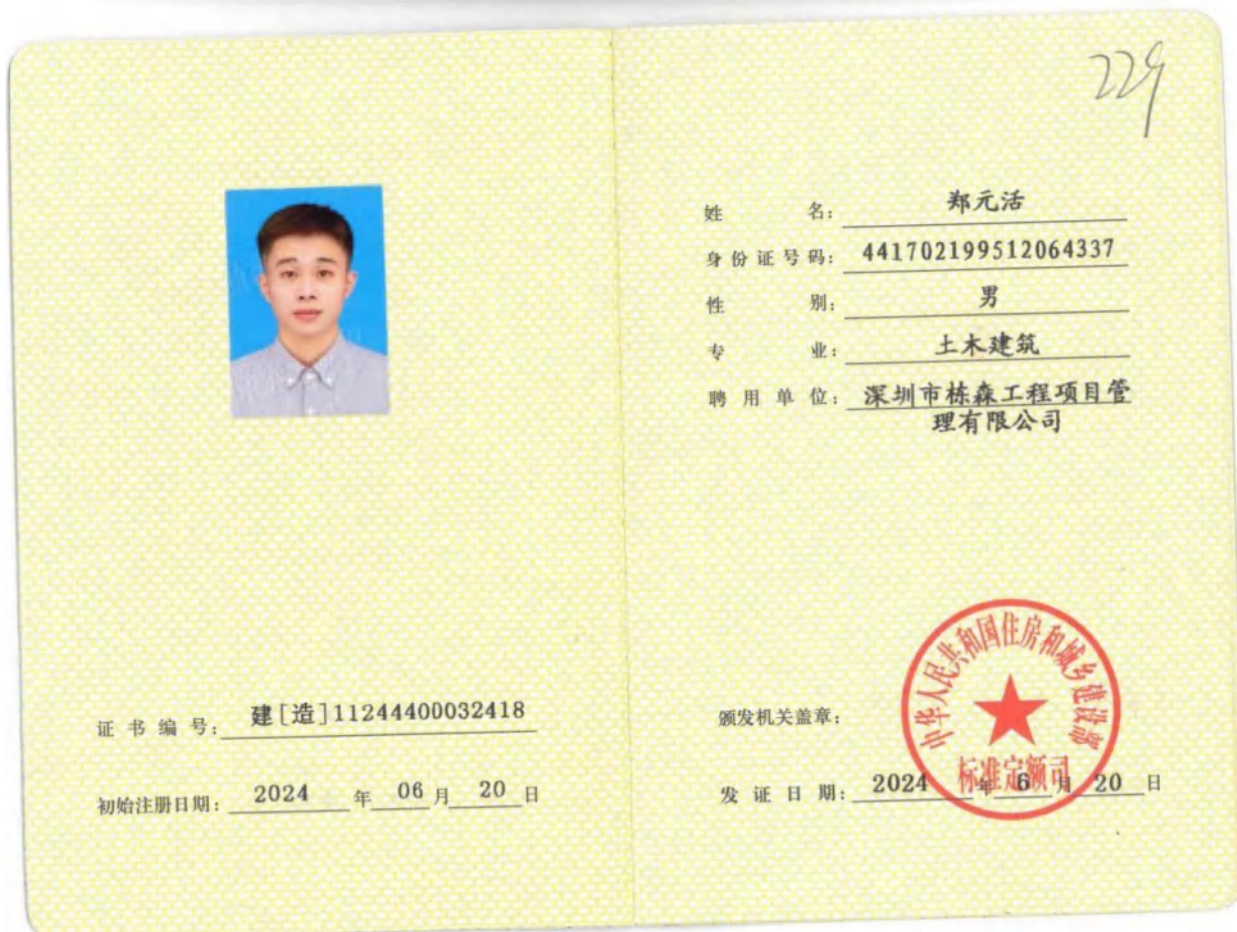 229
姓 名: 郑元活
身份证号码: 441702199512064337
性 别: 男
专 业: 土木建筑
聘用单位: 深圳市栋森工程项目管
理有限公司
证书编号: 建[造]11244400032418
初始注册日期: 2024 年 06 月 20 日
颁发机关盖章:
中华人民共和国住房和城乡建设部
标准定额司
发证日期: 2024 年 6 月 20 日